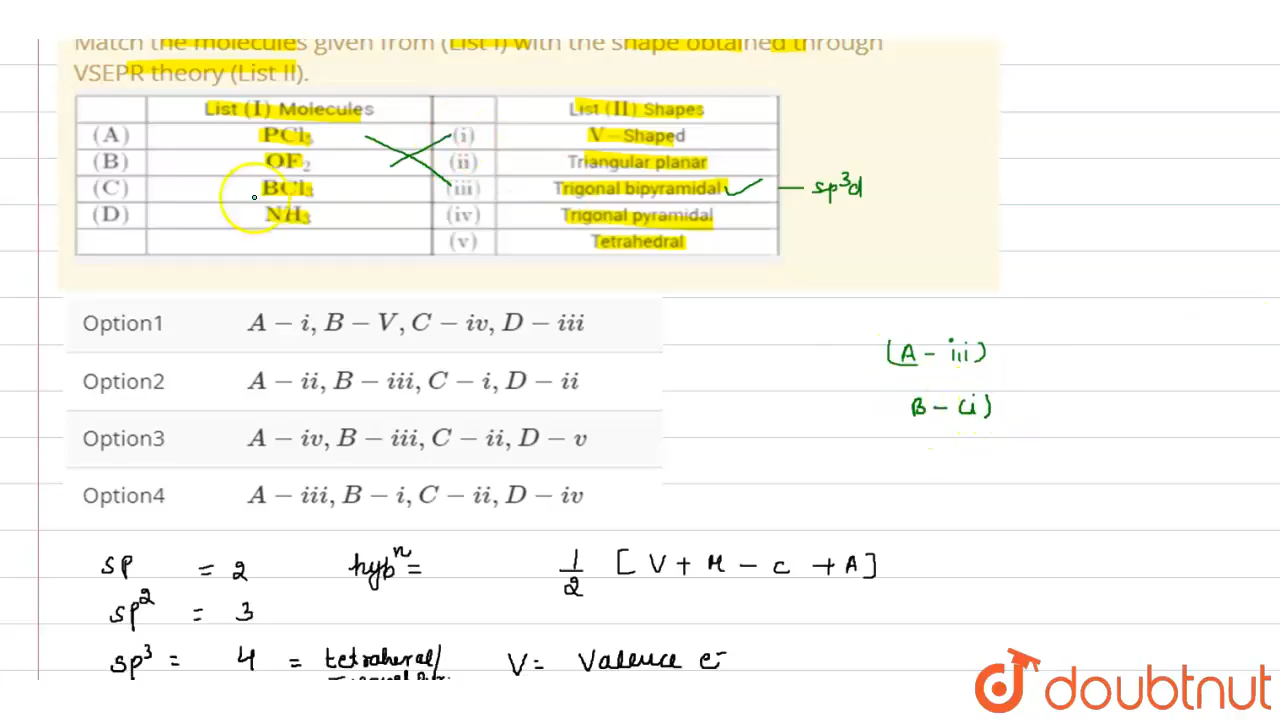 Match the molecules given from (List I) with the shape obtained through
VSEPR theory (List II).
List (I) Molecules List (II) Shapes
(A) PCl5 (i) V – Shaped
(B) OF2 (ii) Triangular planar
(C) BCl3 (iii) Trigonal bipyramidal — sp³d
(D) NH3 (iv) Trigonal pyramidal
(v) Tetrahedral
Option1 A – i, B – V, C – iv, D – iii
(A – iii)
Option2 A – ii, B – iii, C – i, D – ii
B – (i)
Option3 A – iv, B – iii, C – ii, D – v
Option4 A – iii, B – i, C – ii, D – iv
sp = 2 hybⁿ = 1/2 [V + M – C + A]
sp² = 3
sp³ = 4 = tetraheral/ V = Valence e⁻
doubtnut